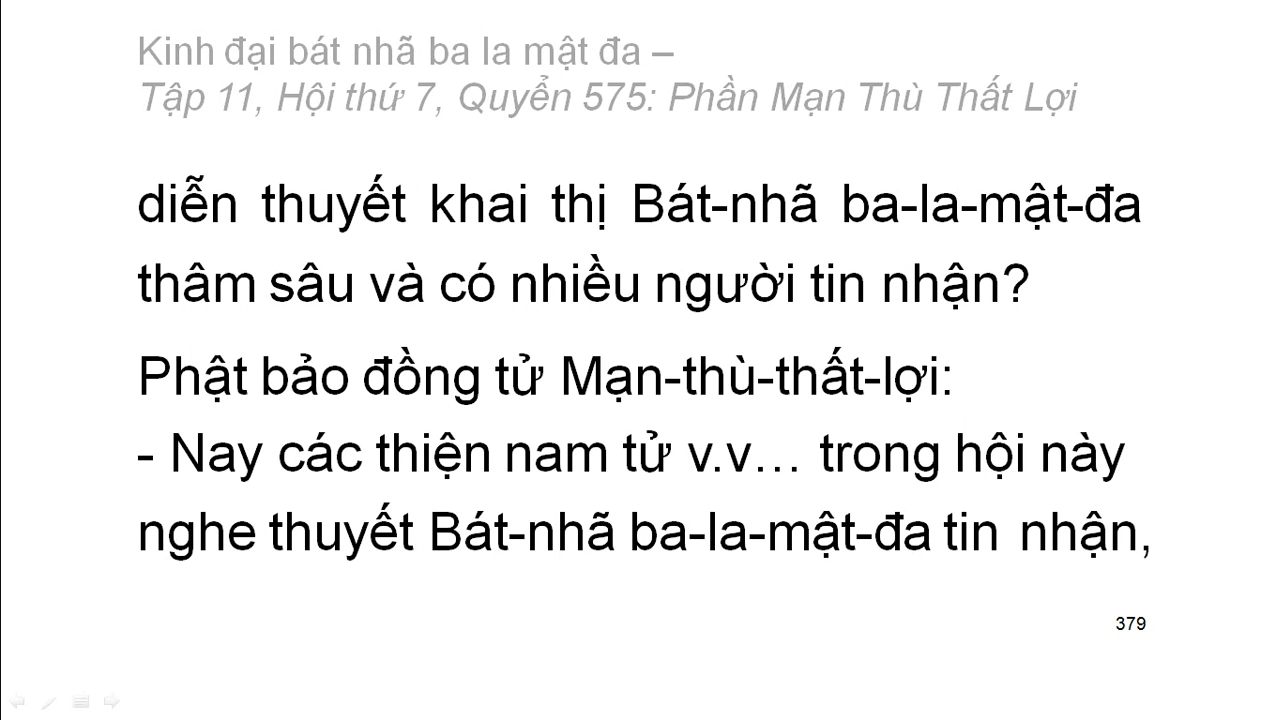 Kinh đại bát nhã ba la mật đa –
Tập 11, Hội thứ 7, Quyển 575: Phần Mạn Thù Thất Lợi
diễn thuyết khai thị Bát-nhã ba-la-mật-đa
thâm sâu và có nhiều người tin nhận?
Phật bảo đồng tử Mạn-thù-thất-lợi:
- Nay các thiện nam tử v.v… trong hội này
nghe thuyết Bát-nhã ba-la-mật-đa tin nhận,
379